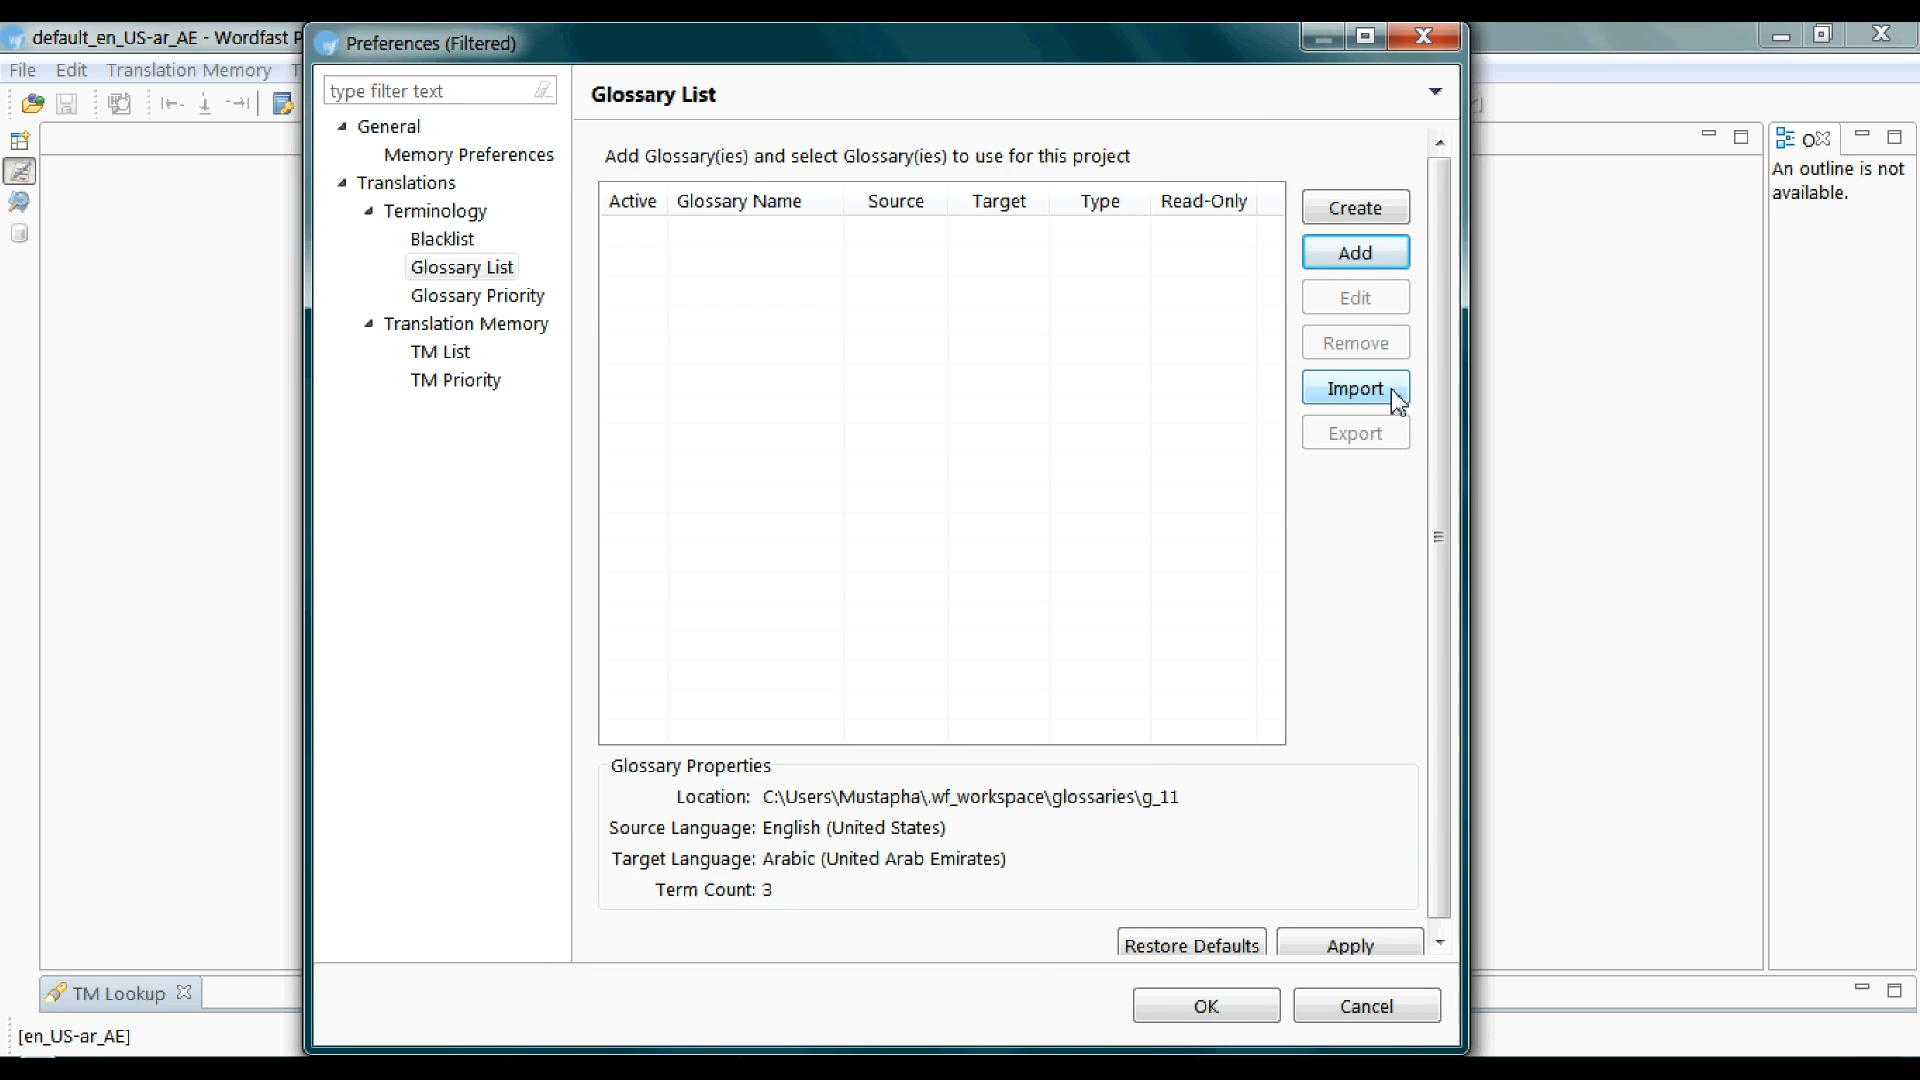 default_en_US-ar_AE - Wordfast P
Preferences (Filtered)
File Edit Translation Memory T
type filter text
General
Memory Preferences
Translations
Terminology
Blacklist
Glossary List
Glossary Priority
Translation Memory
TM List
TM Priority
Glossary List
Add Glossary(ies) and select Glossary(ies) to use for this project
Active Glossary Name Source Target Type Read-Only
Create
Add
Edit
Remove
Import
Export
Glossary Properties
Location: C:\Users\Mustapha\.wf_workspace\glossaries\g_11
Source Language: English (United States)
Target Language: Arabic (United Arab Emirates)
Term Count: 3
Restore Defaults Apply
OK Cancel
O
An outline is not
available.
TM Lookup
[en_US-ar_AE]